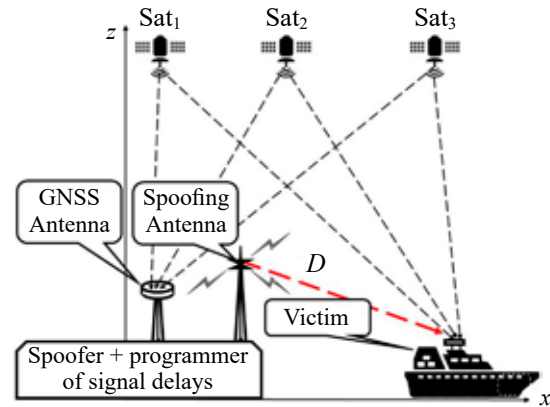 Sat₁
Sat₂
Sat₃
z
GNSS
Antenna
Spoofing
Antenna
D
Victim
Spoofer + programmer
of signal delays
x